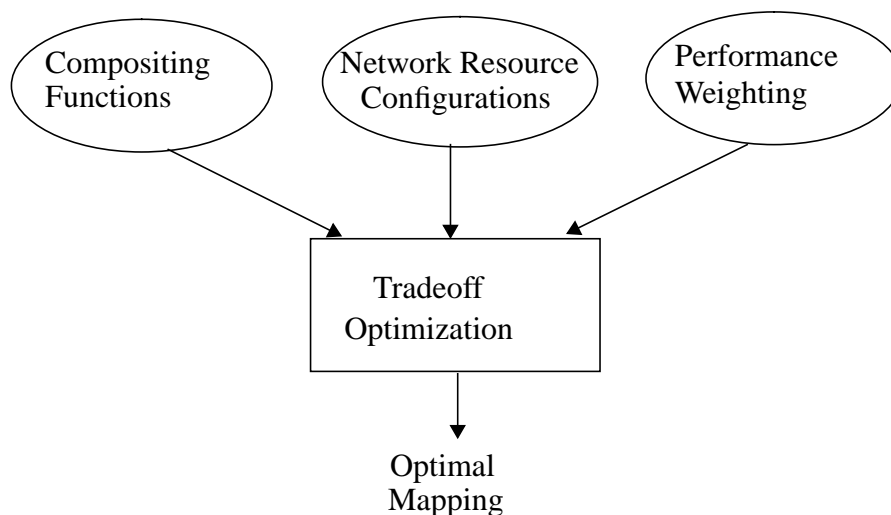 Compositing
Functions
Network Resource
Configurations
Performance
Weighting
Tradeoff
Optimization
Optimal
Mapping